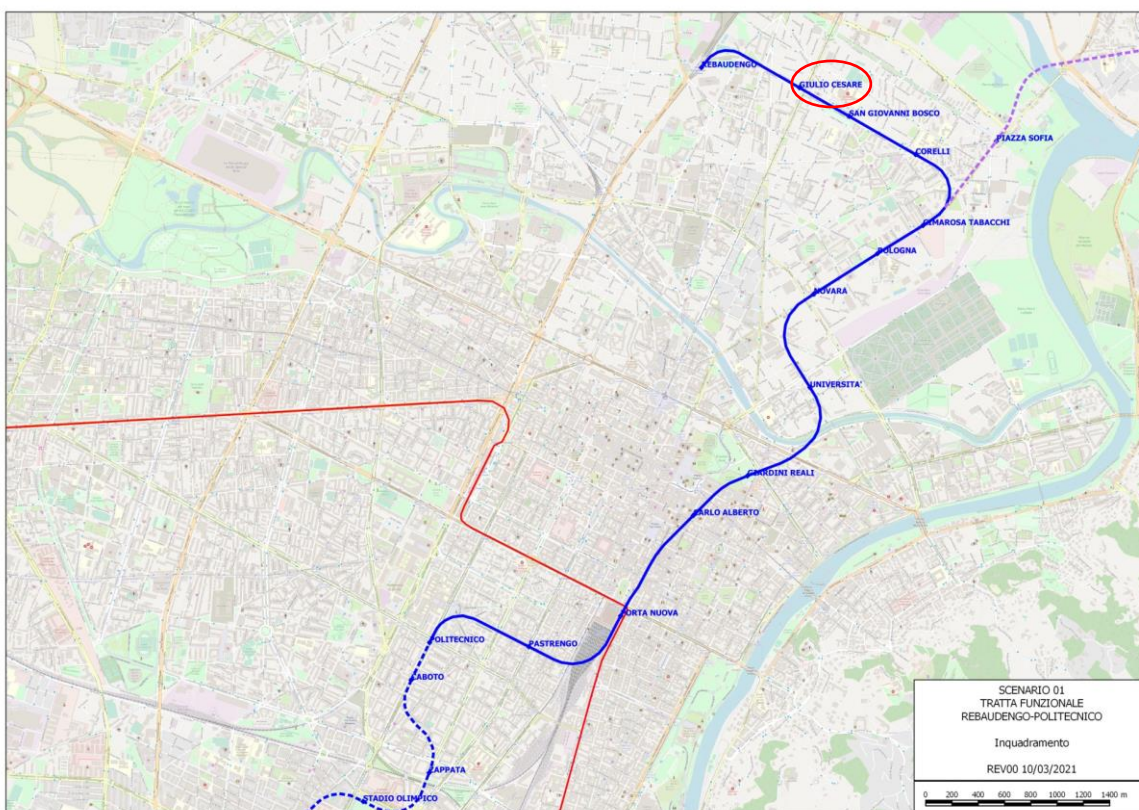 REBAUDENGO
GIULIO CESARE
SAN GIOVANNI BOSCO
PIAZZA SOFIA
CORELLI
CIMAROSA TABACCHI
BOLOGNA
NOVARA
UNIVERSITA'
GIARDINI REALI
CARLO ALBERTO
PORTA NUOVA
POLITECNICO
PASTRENGO
CABOTO
ZAPPATA
STADIO OLIMPICO
SCENARIO 01
TRATTA FUNZIONALE
REBAUDENGO-POLITECNICO
Inquadramento
REV00 10/03/2021
0 200 400 600 800 1000 1200 1400 m